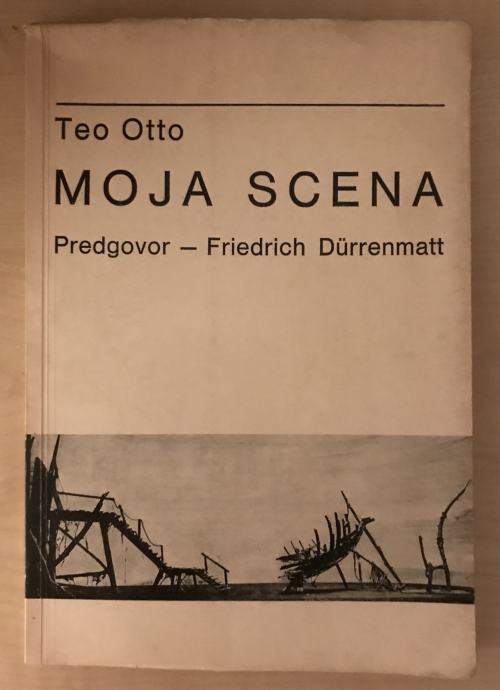 Teo Otto
MOJA SCENA
Predgovor – Friedrich Dürrenmatt